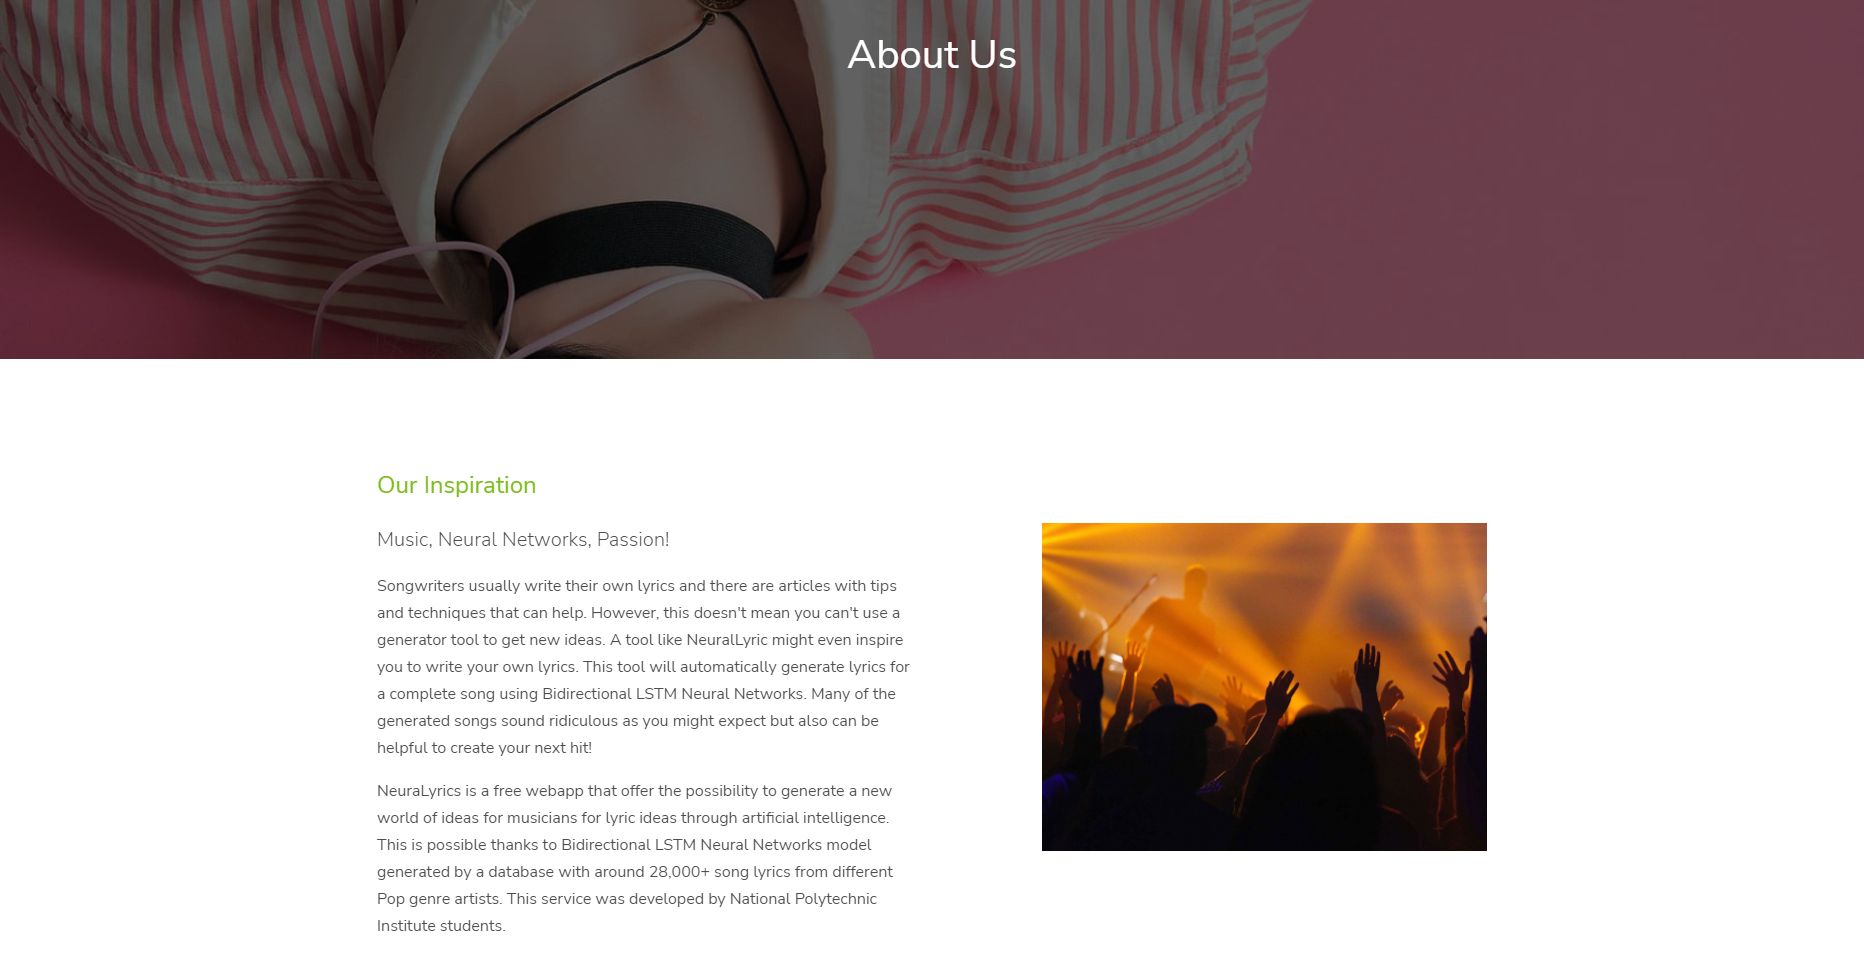 About Us
Our Inspiration
Music, Neural Networks, Passion!
Songwriters usually write their own lyrics and there are articles with tips
and techniques that can help. However, this doesn't mean you can't use a
generator tool to get new ideas. A tool like NeuralLyric might even inspire
you to write your own lyrics. This tool will automatically generate lyrics for
a complete song using Bidirectional LSTM Neural Networks. Many of the
generated songs sound ridiculous as you might expect but also can be
helpful to create your next hit!
NeuraLyrics is a free webapp that offer the possibility to generate a new
world of ideas for musicians for lyric ideas through artificial intelligence.
This is possible thanks to Bidirectional LSTM Neural Networks model
generated by a database with around 28,000+ song lyrics from different
Pop genre artists. This service was developed by National Polytechnic
Institute students.